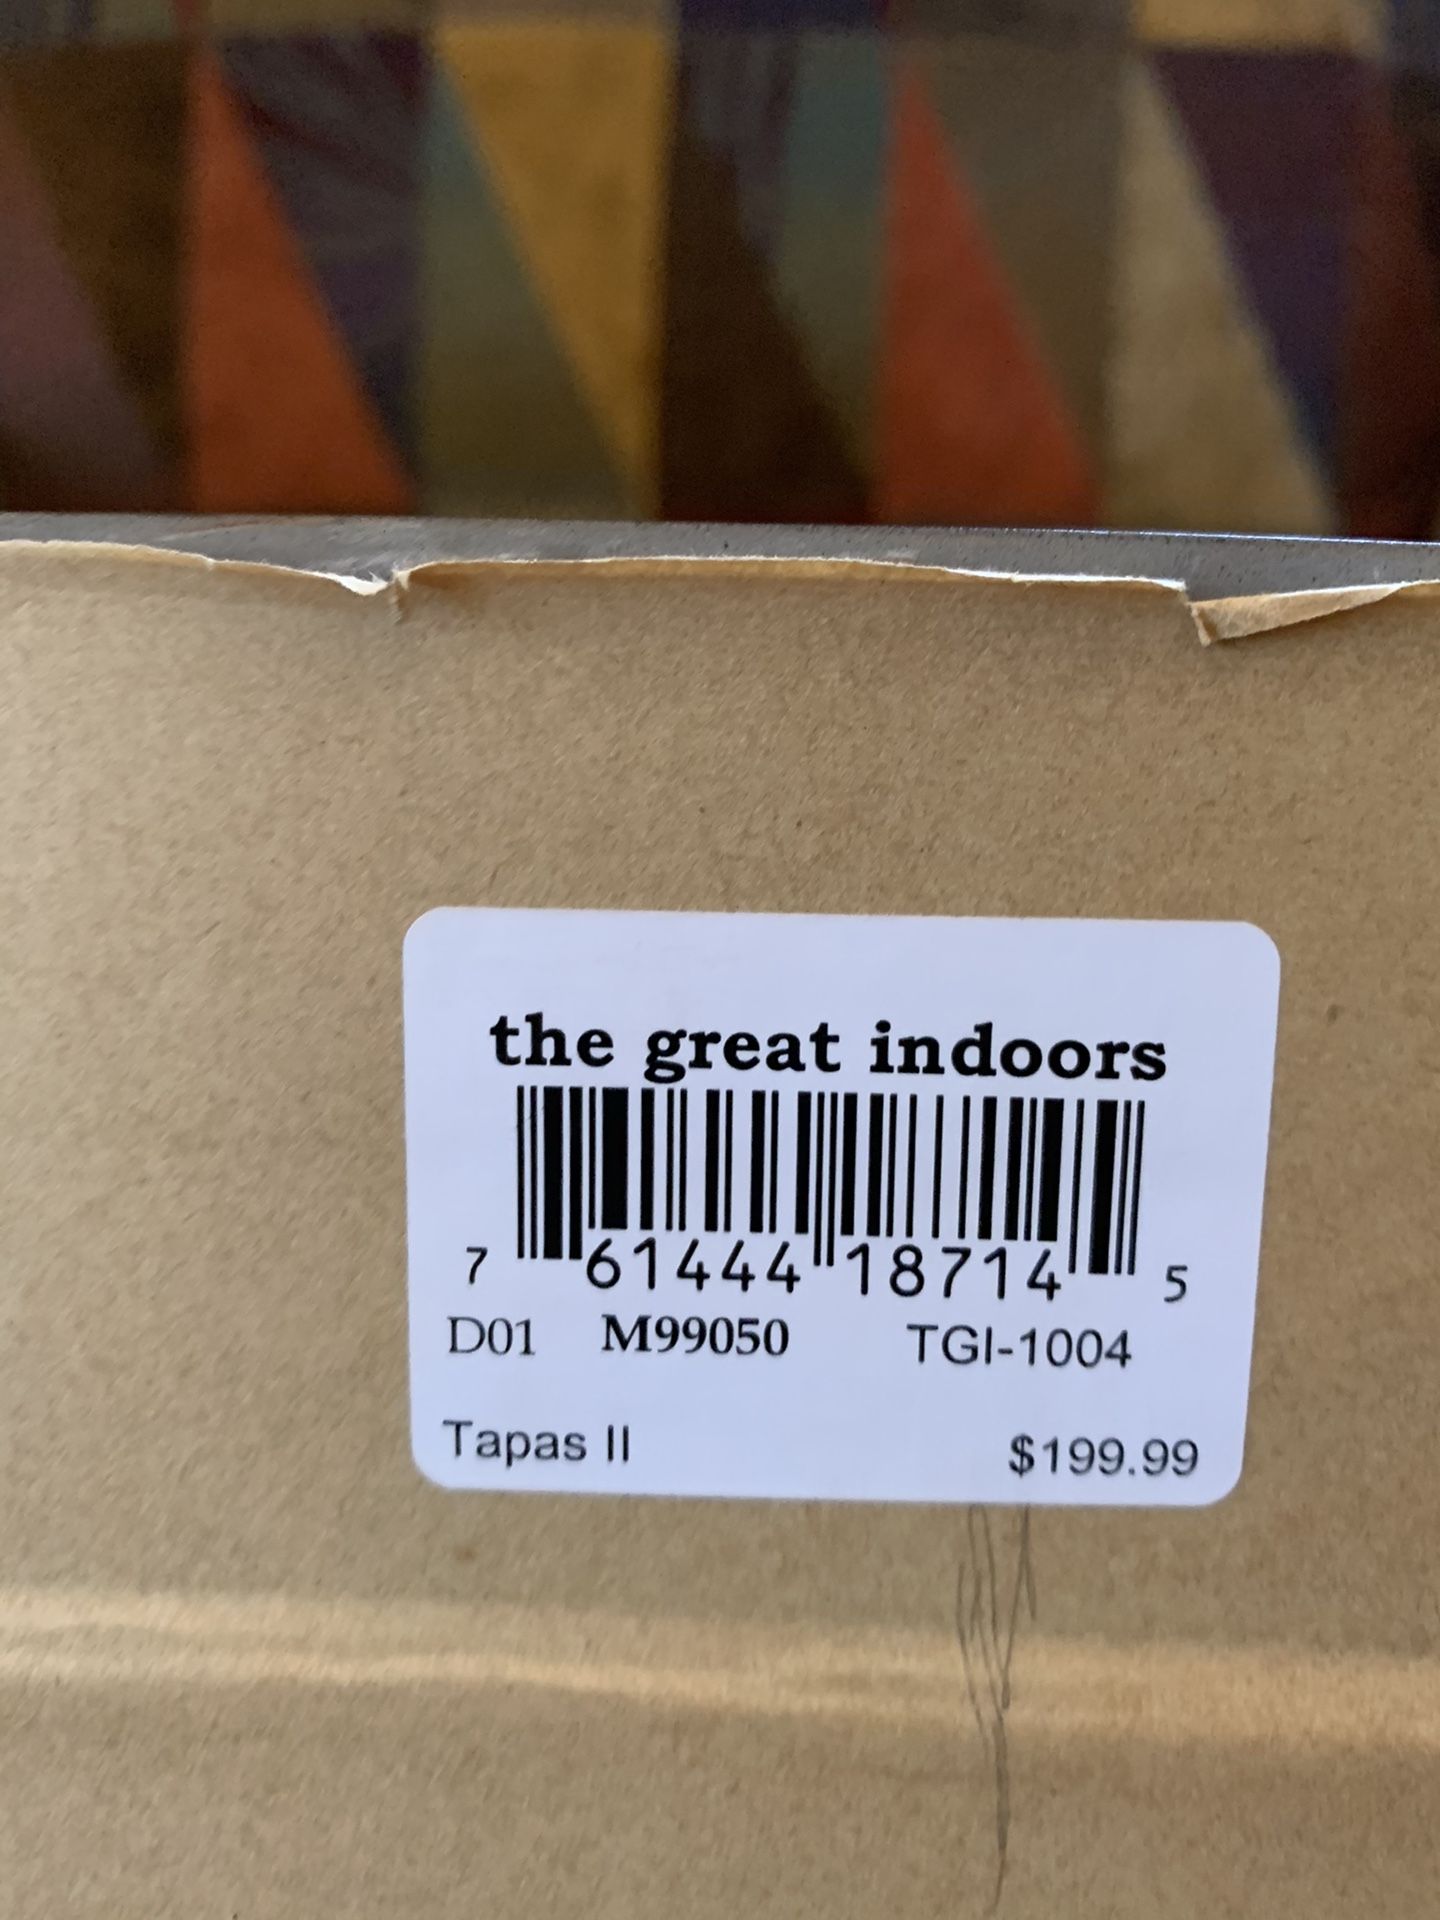 the great indoors
7 61444 18714 5
D01 M99050 TGI-1004
Tapas II $199.99